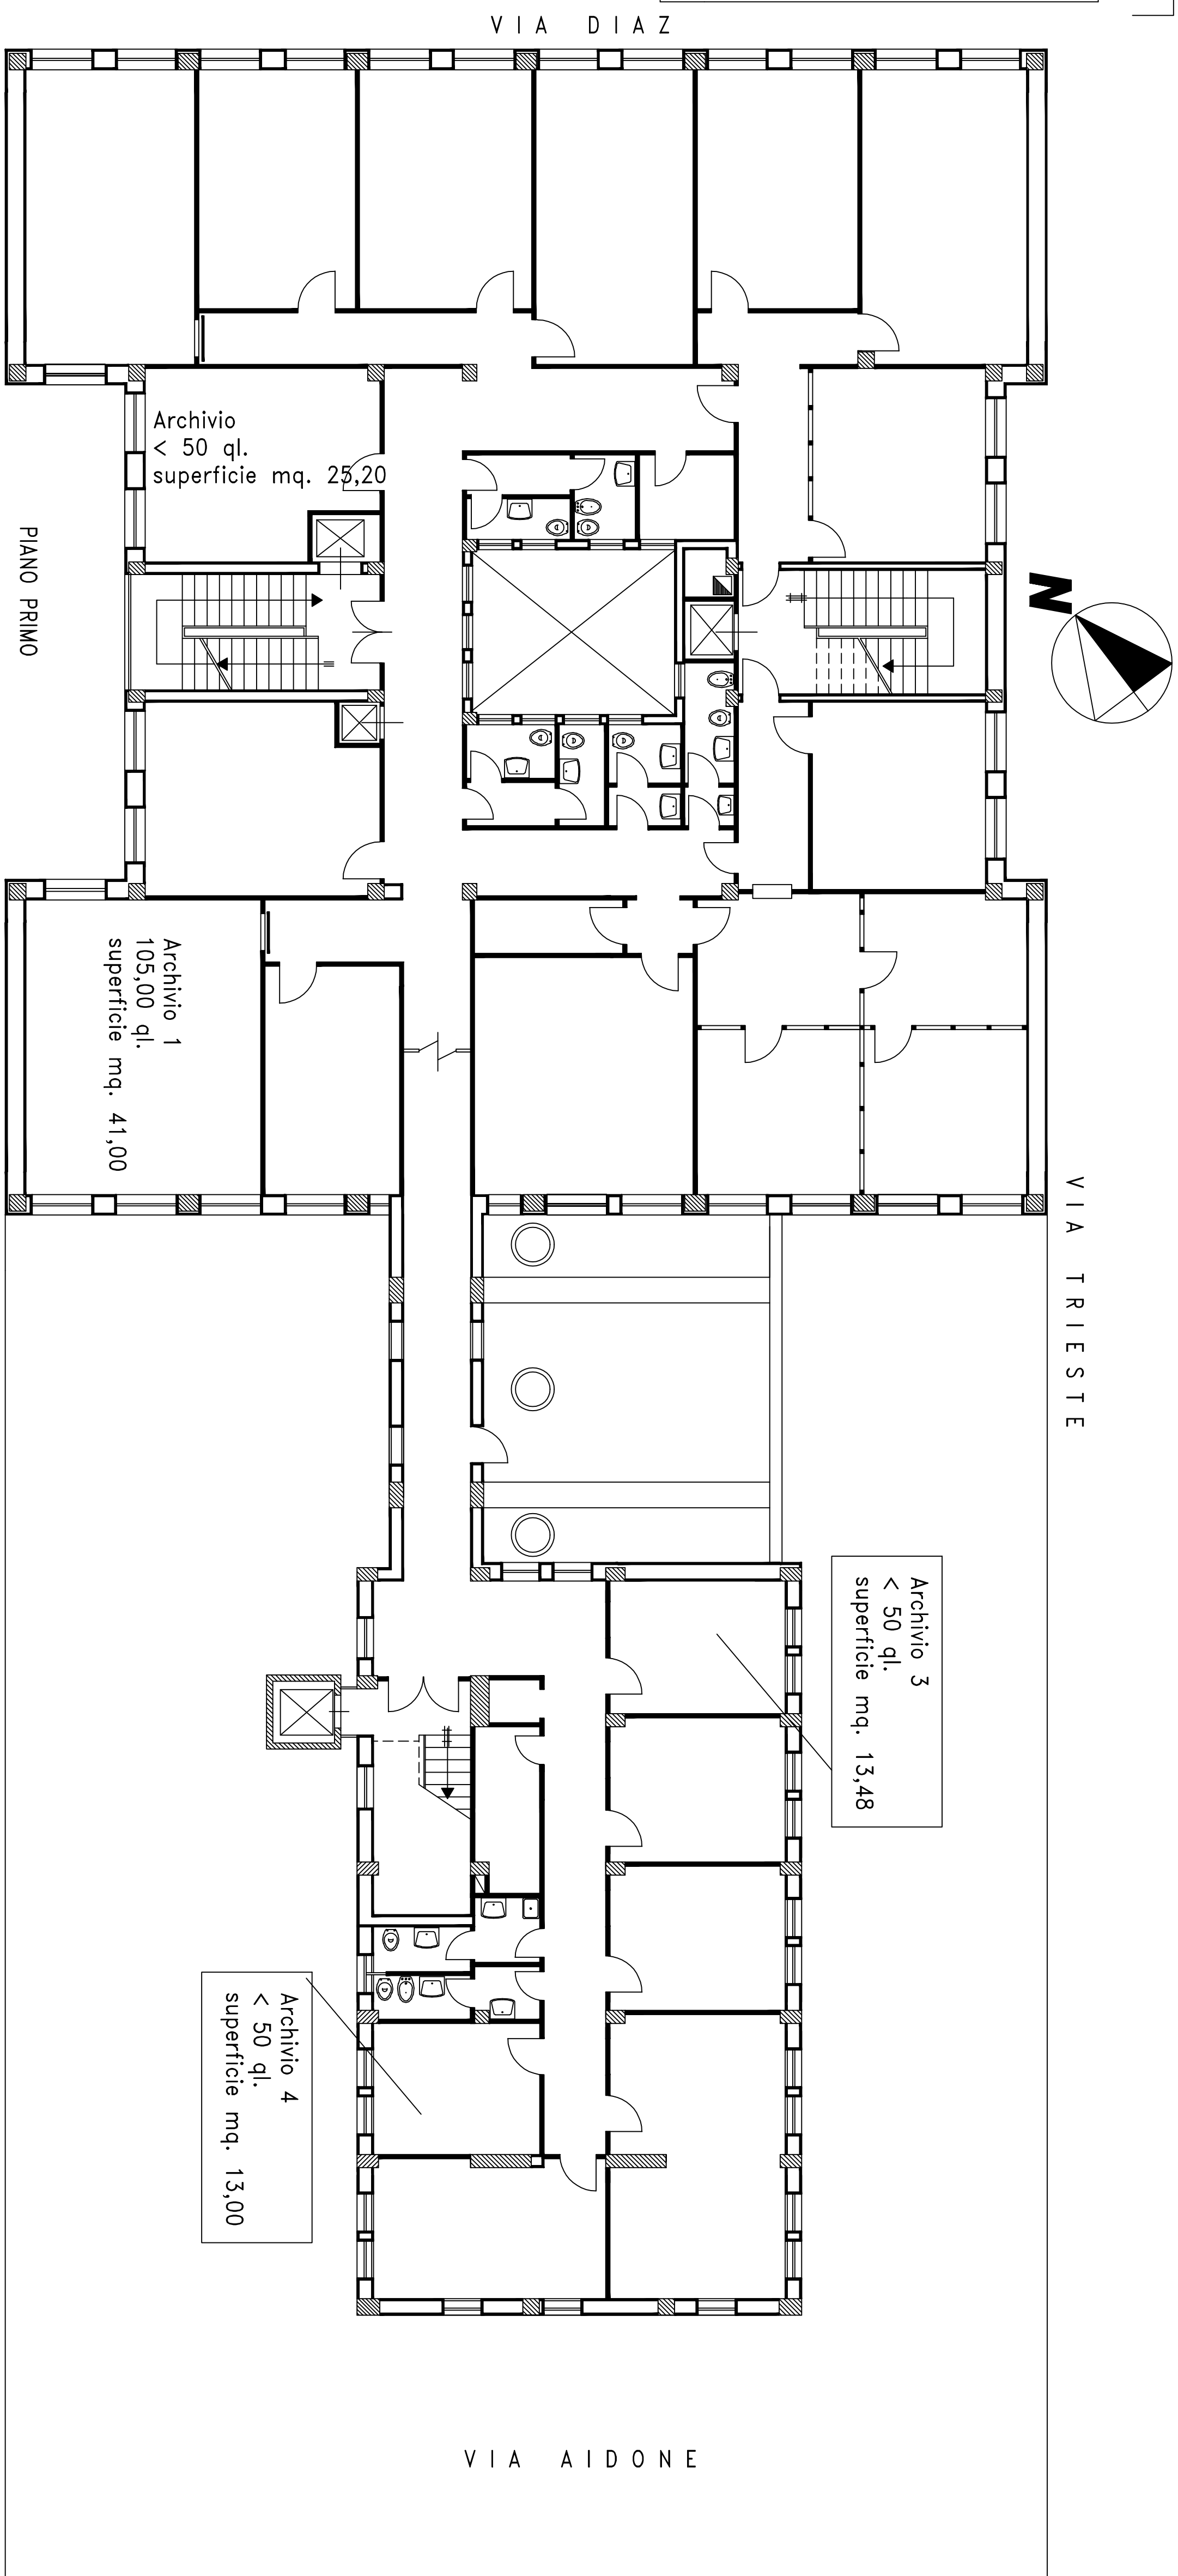 VIA DIAZ
Archivio
< 50 ql.
superficie mq. 25,20
PIANO PRIMO
N
Archivio 1
105,00 ql.
superficie mq. 41,00
VIA TRIESTE
Archivio 3
< 50 ql.
superficie mq. 13,48
Archivio 4
< 50 ql.
superficie mq. 13,00
VIA AIDONE